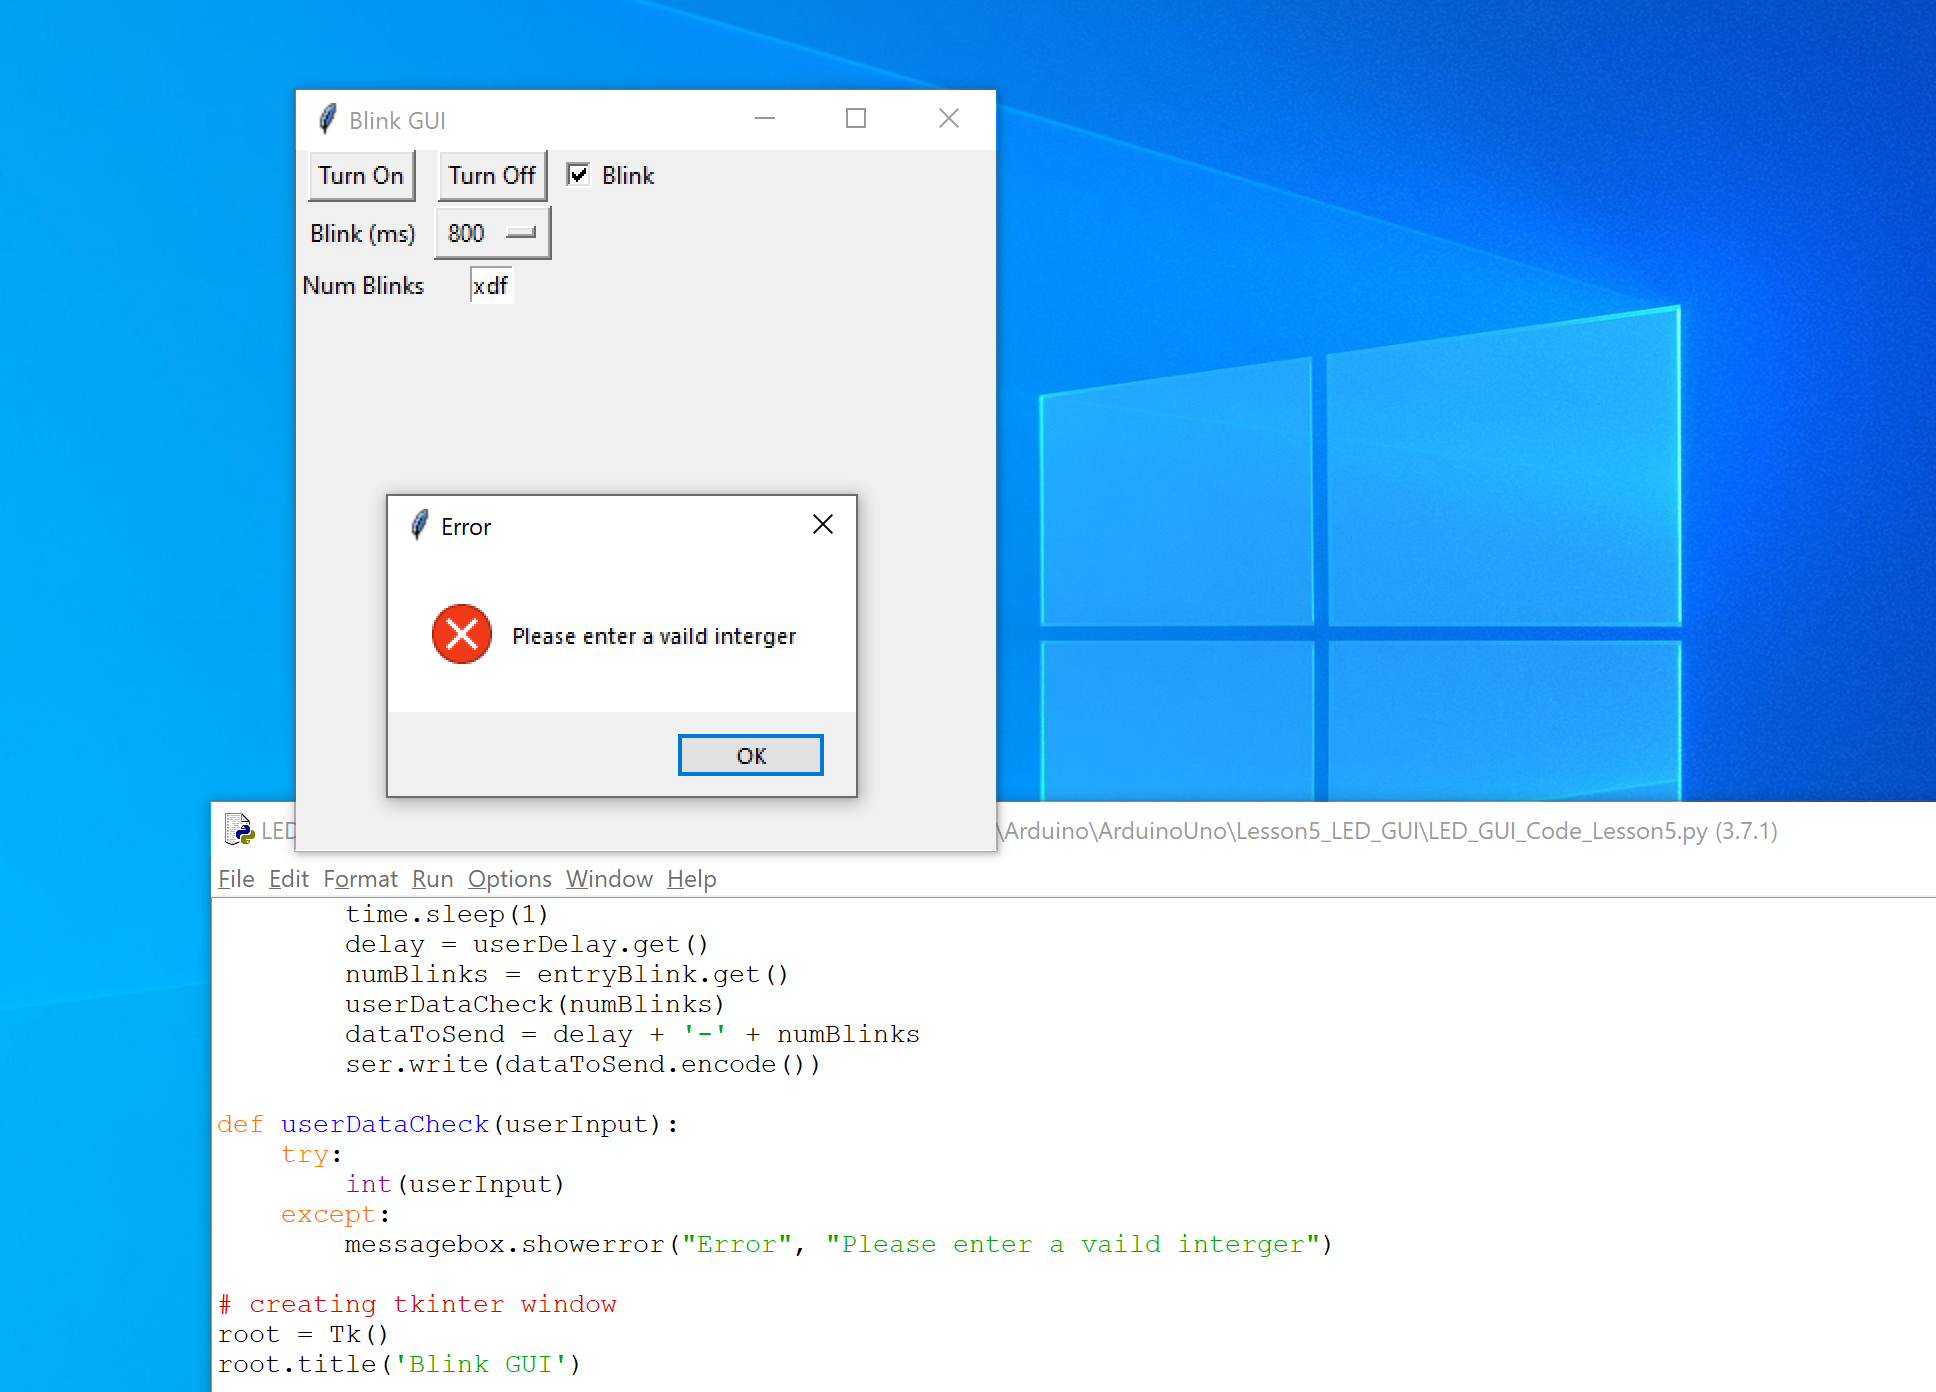 Blink GUI
Turn On Turn Off Blink
Blink (ms) 800
Num Blinks xdf
Error
Please enter a vaild interger
OK
LED \Arduino\ArduinoUno\Lesson5_LED_GUI\LED_GUI_Code_Lesson5.py (3.7.1)
File Edit Format Run Options Window Help
time.sleep(1)
delay = userDelay.get()
numBlinks = entryBlink.get()
userDataCheck(numBlinks)
dataToSend = delay + '-' + numBlinks
ser.write(dataToSend.encode())
def userDataCheck(userInput):
try:
int(userInput)
except:
messagebox.showerror("Error", "Please enter a vaild interger")
# creating tkinter window
root = Tk()
root.title('Blink GUI')